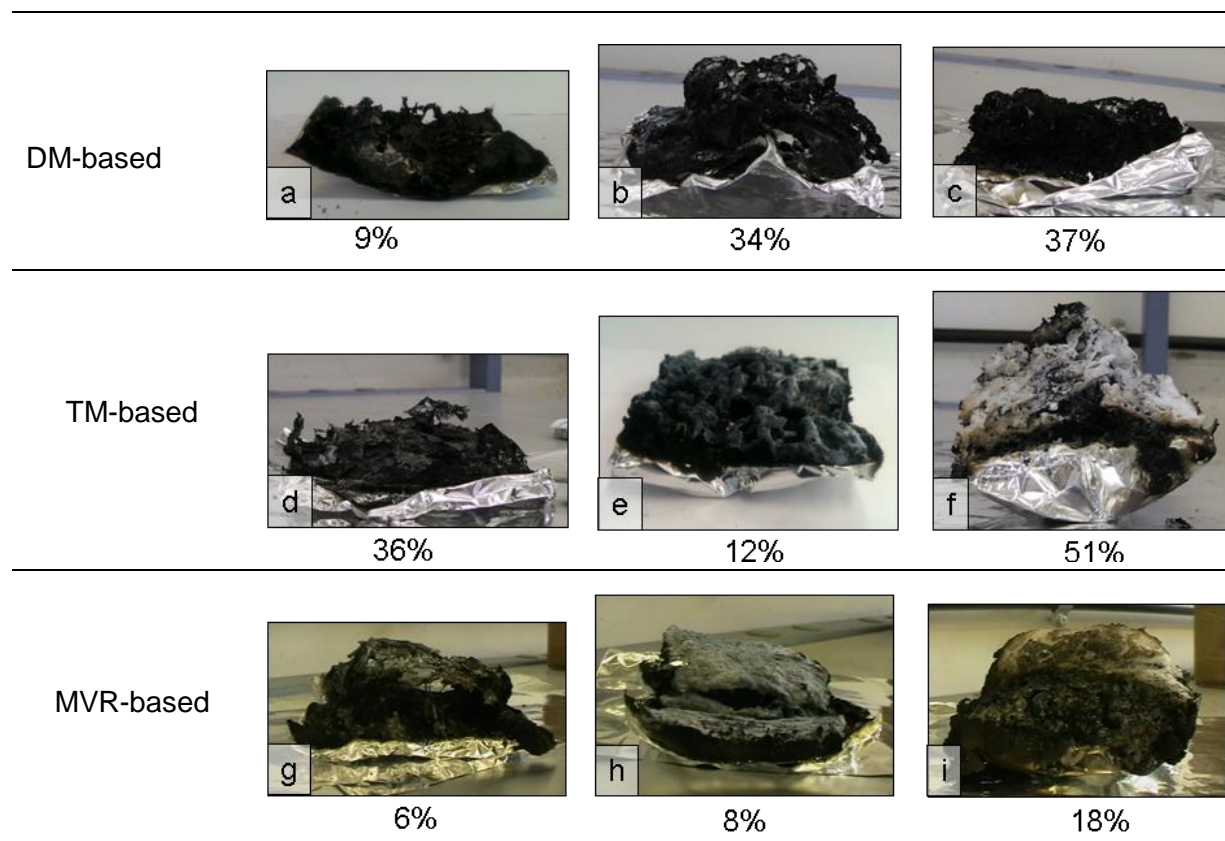 DM-based
a
b
c
9%
34%
37%
TM-based
d
e
f
36%
12%
51%
MVR-based
g
h
i
6%
8%
18%